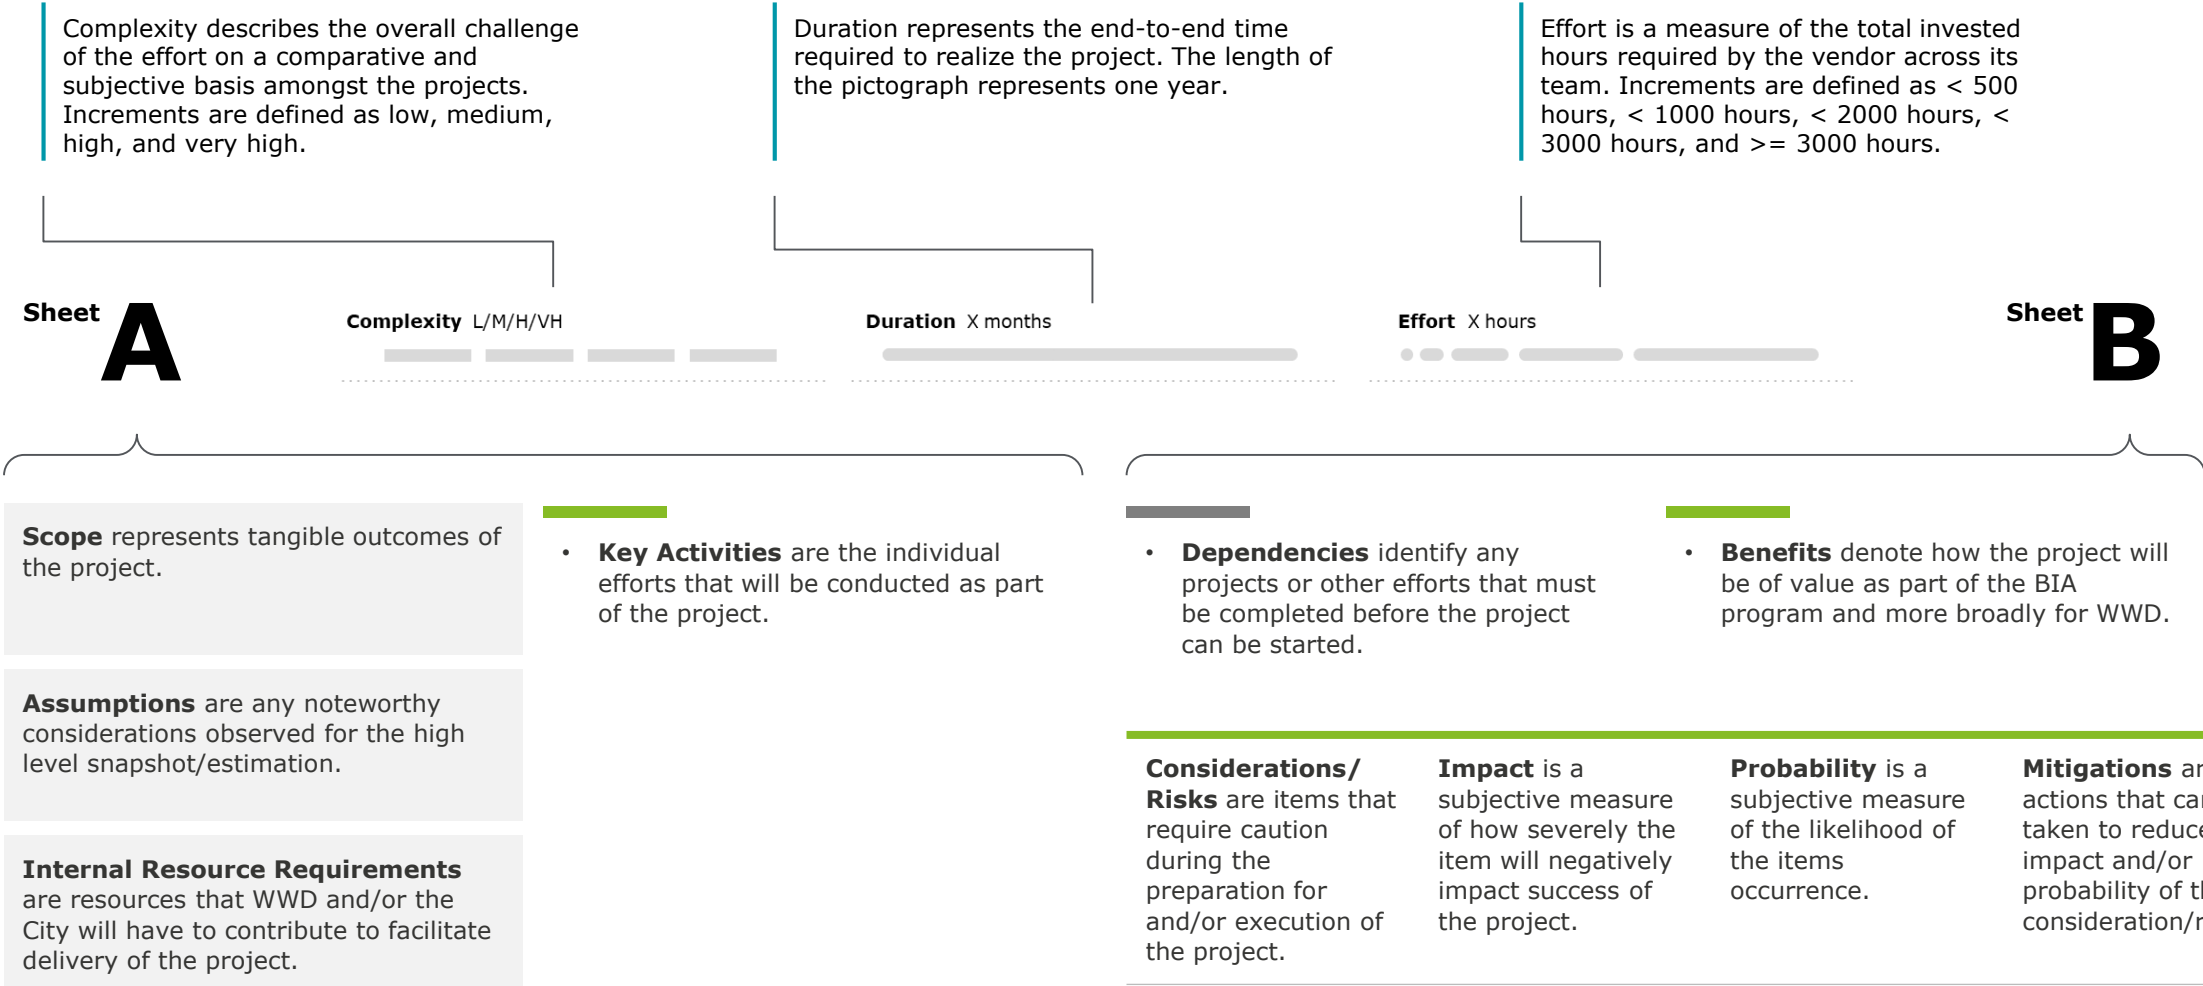 Complexity describes the overall challenge
of the effort on a comparative and
subjective basis amongst the projects.
Increments are defined as low, medium,
high, and very high.
Duration represents the end-to-end time
required to realize the project. The length of
the pictograph represents one year.
Effort is a measure of the total invested
hours required by the vendor across its
team. Increments are defined as < 500
hours, < 1000 hours, < 2000 hours, <
3000 hours, and >= 3000 hours.
Sheet A
Complexity L/M/H/VH
Duration X months
Effort X hours
Sheet B
Scope represents tangible outcomes of
the project.
Assumptions are any noteworthy
considerations observed for the high
level snapshot/estimation.
Internal Resource Requirements
are resources that WWD and/or the
City will have to contribute to facilitate
delivery of the project.
• Key Activities are the individual
efforts that will be conducted as part
of the project.
• Dependencies identify any
projects or other efforts that must
be completed before the project
can be started.
• Benefits denote how the project will
be of value as part of the BIA
program and more broadly for WWD.
Considerations/
Risks are items that
require caution
during the
preparation for
and/or execution of
the project.
Impact is a
subjective measure
of how severely the
item will negatively
impact success of
the project.
Probability is a
subjective measure
of the likelihood of
the items
occurrence.
Mitigations
actions that
taken to
impact and/or
probability of